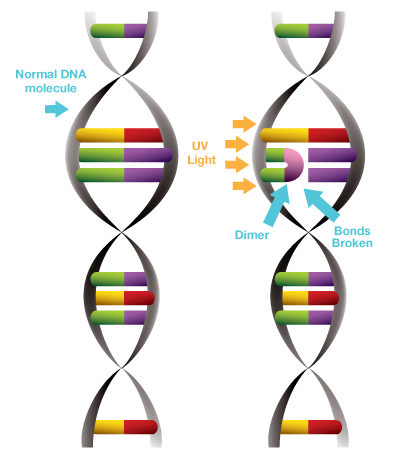 Normal DNA
molecule
UV
Light
Dimer
Bonds
Broken